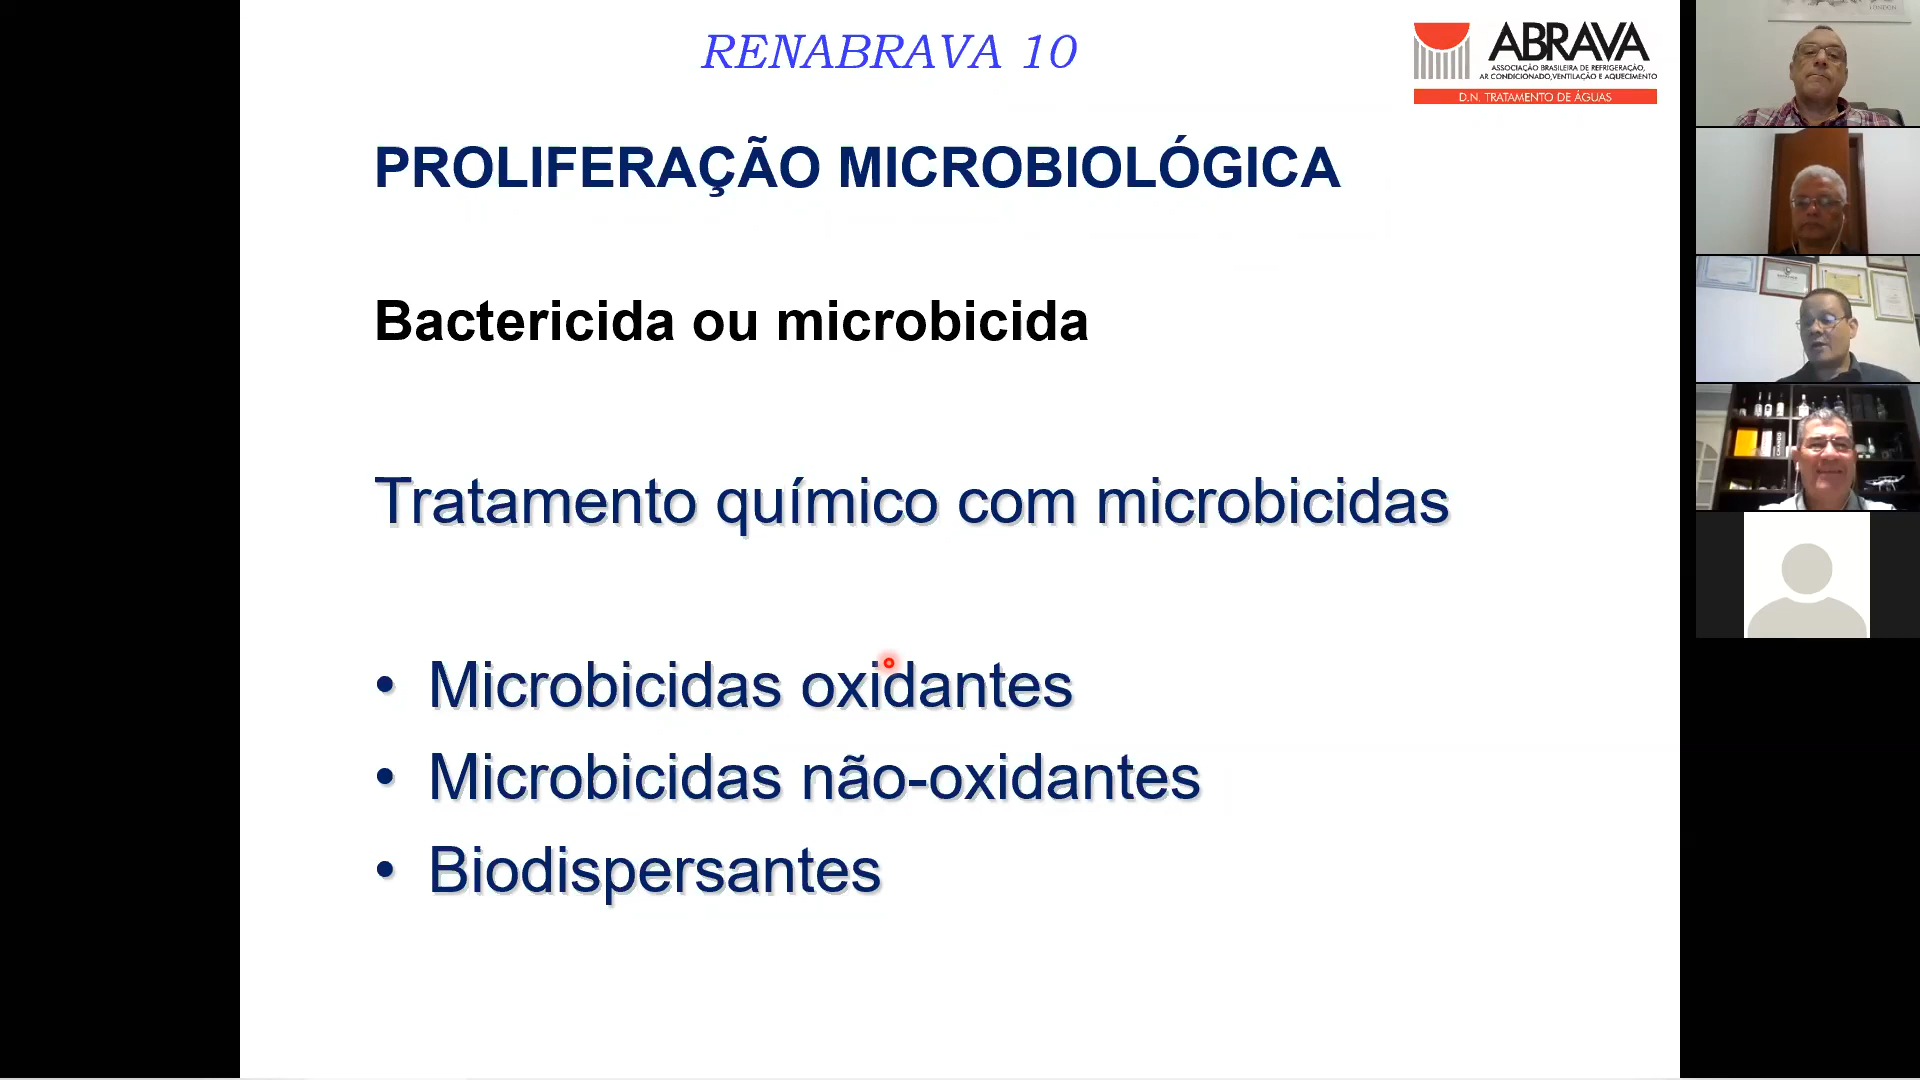 RENABRAVA 10
ABRAVA
ASSOCIAÇÃO BRASILEIRA DE REFRIGERAÇÃO,
AR CONDICIONADO, VENTILAÇÃO E AQUECIMENTO
D.N. TRATAMENTO DE ÁGUAS
PROLIFERAÇÃO MICROBIOLÓGICA
Bactericida ou microbicida
Tratamento químico com microbicidas
• Microbicidas oxidantes
• Microbicidas não-oxidantes
• Biodispersantes
LONDON